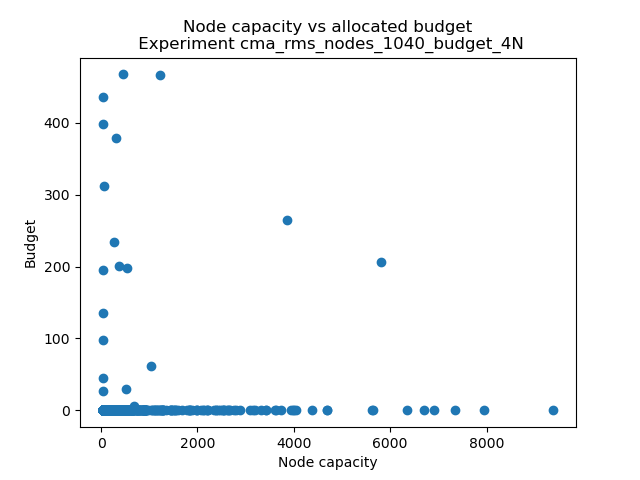 Node capacity vs allocated budget
Experiment cma_rms_nodes_1040_budget_4N
400
300
200
100
0
Budget
0 2000 4000 6000 8000
Node capacity